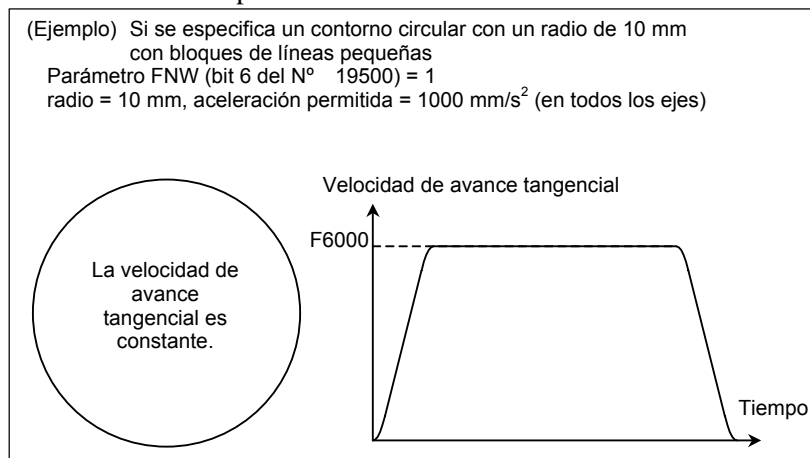 (Ejemplo) Si se especifica un contorno circular con un radio de 10 mm
con bloques de líneas pequeñas
Parámetro FNW (bit 6 del Nº 19500) = 1
radio = 10 mm, aceleración permitida = 1000 mm/s² (en todos los ejes)
Velocidad de avance tangencial
F6000
La velocidad de
avance
tangencial es
constante.
Tiempo